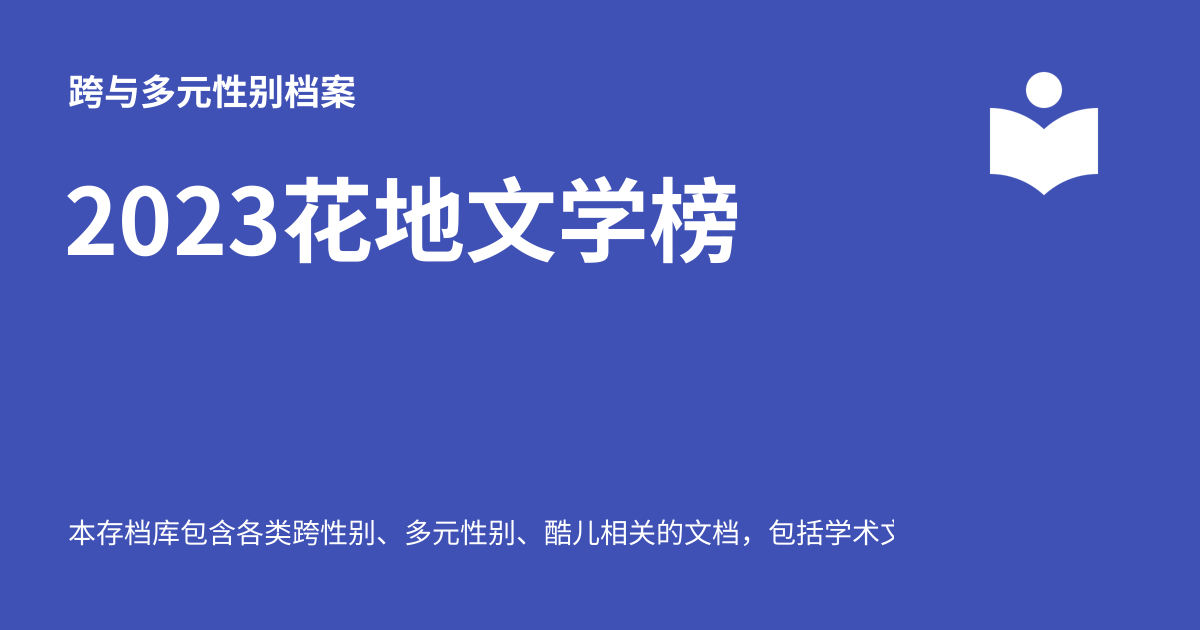 跨与多元性别档案
2023花地文学榜
本存档库包含各类跨性别、多元性别、酷儿相关的文档，包括学术